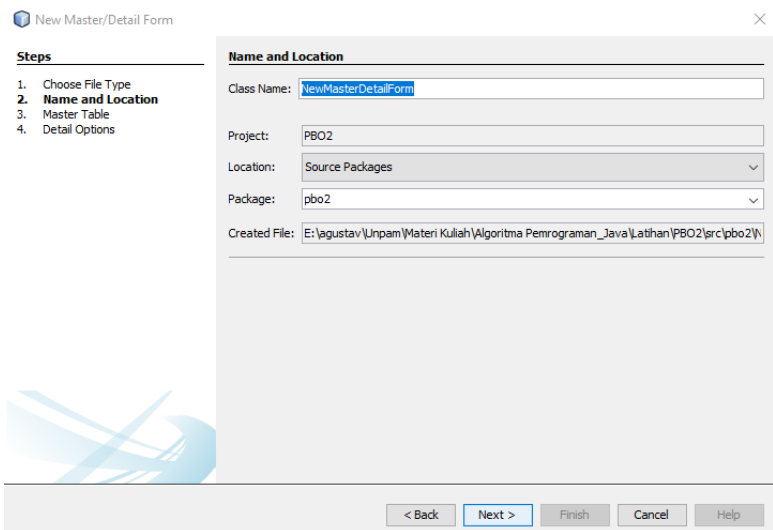 New Master/Detail Form
Steps
1. Choose File Type
2. Name and Location
3. Master Table
4. Detail Options
Name and Location
Class Name: NewMasterDetailForm
Project: PBO2
Location: Source Packages
Package: pbo2
Created File: E:\agustav\Unpam\Materi Kuliah\Algoritma Pemrograman_Java\Latihan\PBO2\src\pbo2\N
< Back Next > Finish Cancel Help